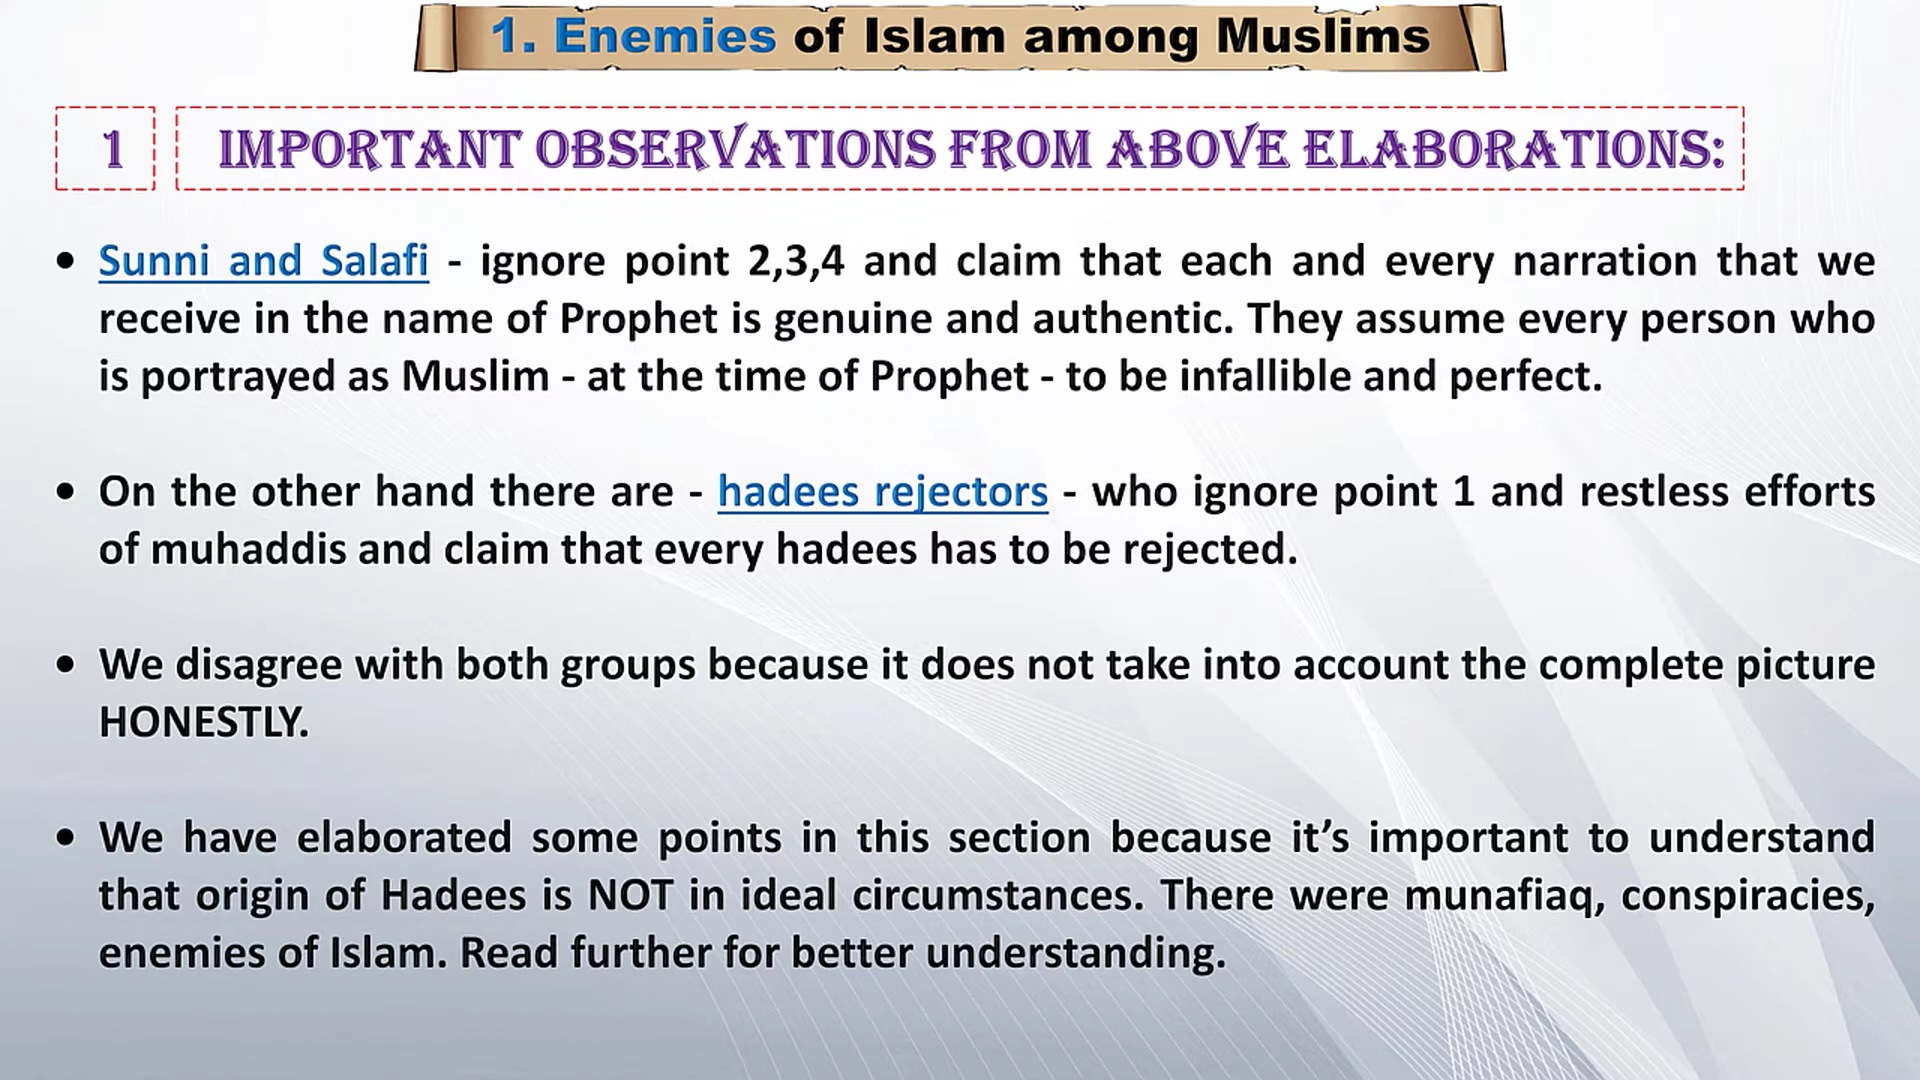 1. Enemies of Islam among Muslims
1 IMPORTANT OBSERVATIONS FROM ABOVE ELABORATIONS:
• Sunni and Salafi - ignore point 2,3,4 and claim that each and every narration that we
receive in the name of Prophet is genuine and authentic. They assume every person who
is portrayed as Muslim - at the time of Prophet - to be infallible and perfect.
• On the other hand there are - hadees rejectors - who ignore point 1 and restless efforts
of muhaddis and claim that every hadees has to be rejected.
• We disagree with both groups because it does not take into account the complete picture
HONESTLY.
• We have elaborated some points in this section because it’s important to understand
that origin of Hadees is NOT in ideal circumstances. There were munafiaq, conspiracies,
enemies of Islam. Read further for better understanding.